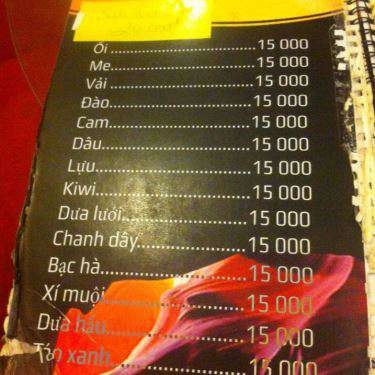 Ổi ........................................ 15 000
Me ........................................ 15 000
Vải ........................................ 15 000
Đào ........................................ 15 000
Cam ........................................ 15 000
Dâu ........................................ 15 000
Lựu ........................................ 15 000
Kiwi ........................................ 15 000
Dưa lưới ........................................ 15 000
Chanh dây ........................................ 15 000
Bạc hà ........................................ 15 000
Xí muội ........................................ 15 000
Dưa hấu ........................................ 15 000
Táo xanh ........................................ 15 000